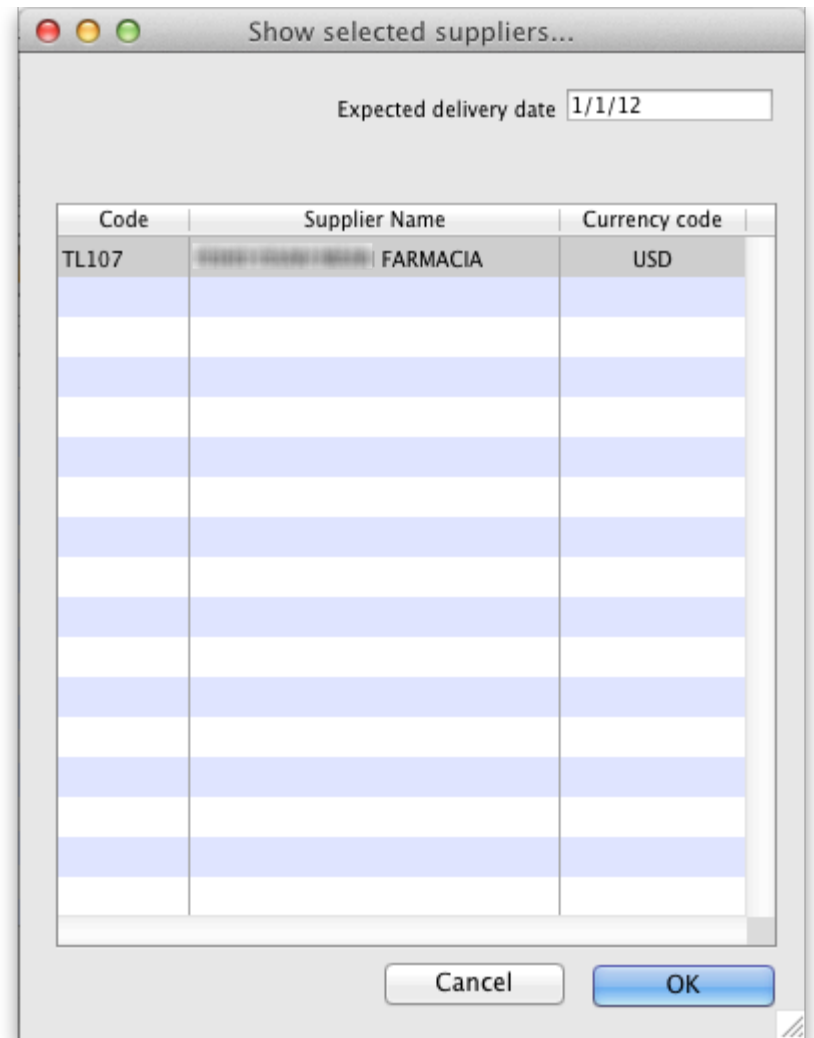 Show selected suppliers...
Expected delivery date 1/1/12
Code Supplier Name Currency code
TL107 FARMACIA USD
Cancel OK